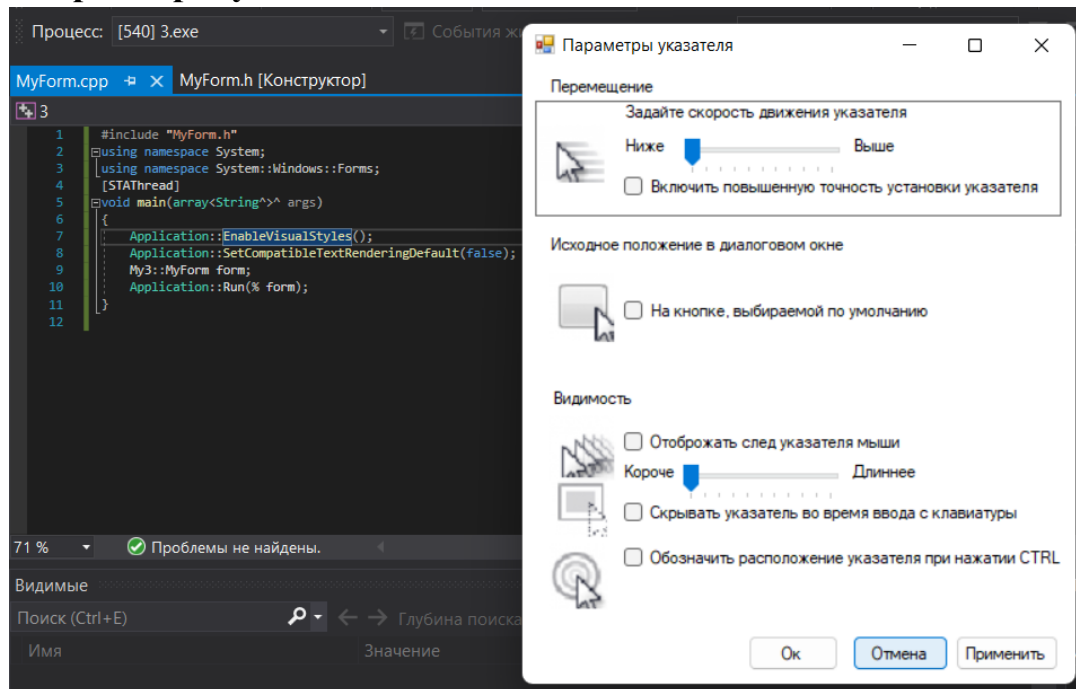 Процесс: [540] 3.exe
События жи
MyForm.cpp MyForm.h [Конструктор]
3
1 #include "MyForm.h"
2 using namespace System;
3 using namespace System::Windows::Forms;
4 [STAThread]
5 void main(array<String^>^ args)
6 {
7 Application::EnableVisualStyles();
8 Application::SetCompatibleTextRenderingDefault(false);
9 My3::MyForm form;
10 Application::Run(% form);
11 }
12
71 % Проблемы не найдены.
Видимые
Поиск (Ctrl+E) Глубина поиска
Имя Значение
Параметры указателя
Перемещение
Задайте скорость движения указателя
Ниже Выше
Включить повышенную точность установки указателя
Исходное положение в диалоговом окне
На кнопке, выбираемой по умолчанию
Видимость
Отоброжать след указателя мыши
Короче Длиннее
Скрывать указатель во время ввода с клавиатуры
Обозначить расположение указателя при нажатии CTRL
Ок Отмена Применить